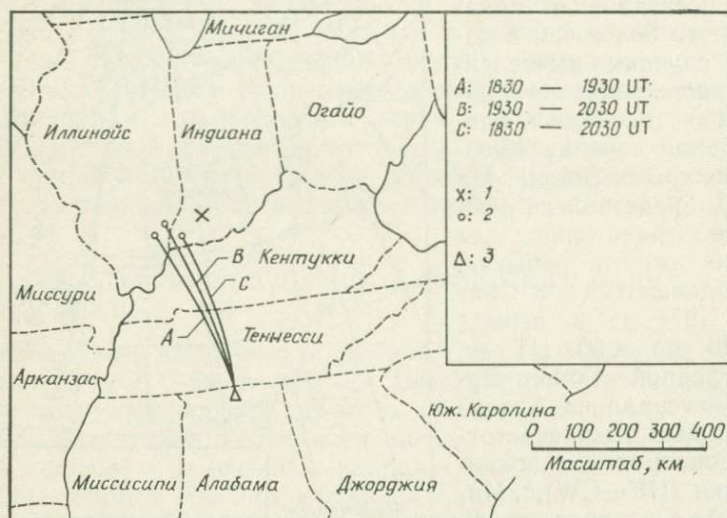 Мичиган
Огайо
Иллинойс
Индиана
A: 1830 — 1930 UT
B: 1930 — 2030 UT
C: 1830 — 2030 UT
x: 1
o: 2
Δ: 3
B
Кентукки
C
Миссури
A
Теннесси
Арканзас
Юж. Каролина
0 100 200 300 400
Масштаб, км
Миссисипи
Алабама
Джорджия